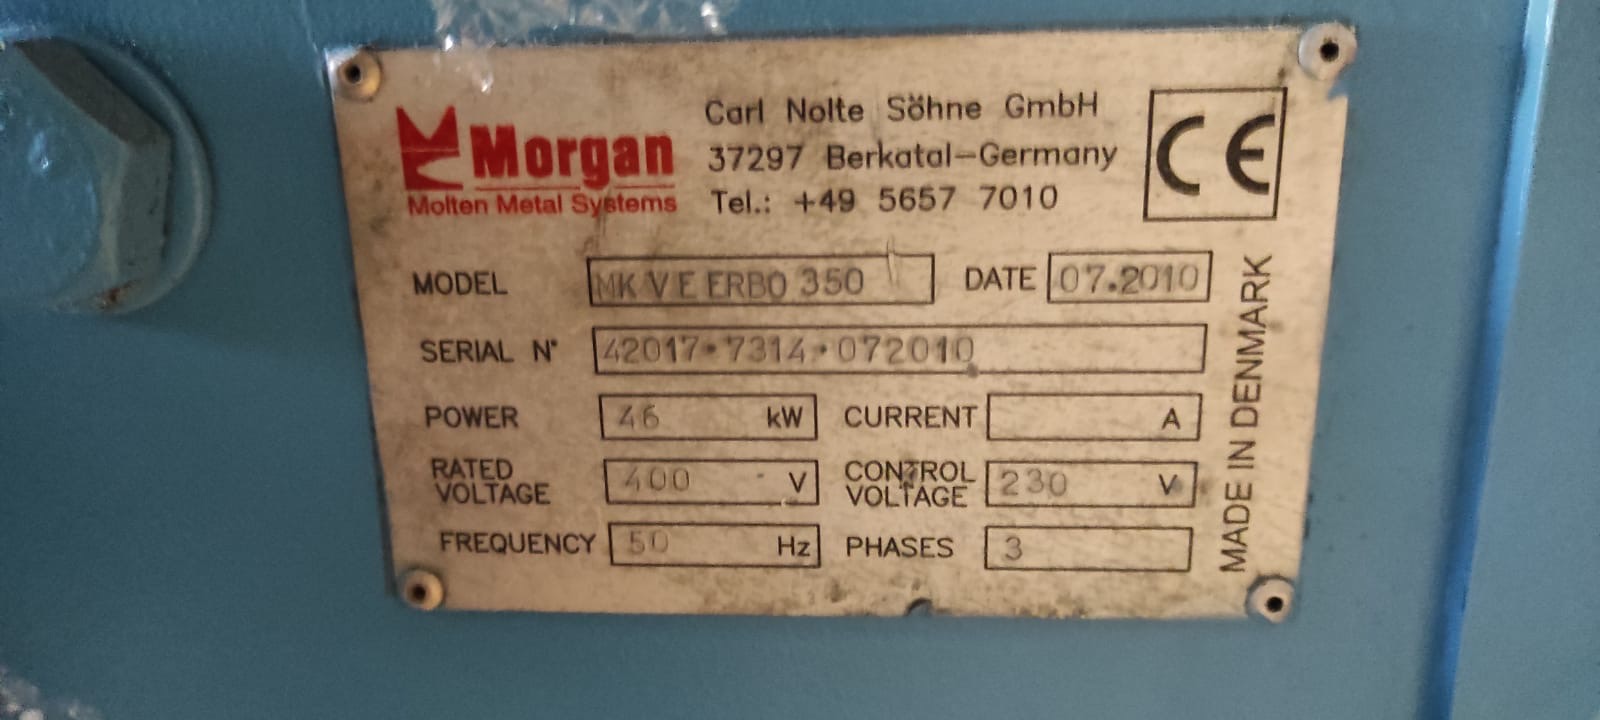 Morgan
Molten Metal Systems
Carl Nolte Söhne GmbH
37297 Berkatal-Germany
Tel.: +49 5657 7010
CE
MODEL MK V E ERBO 350 DATE 07.2010
SERIAL N° 42017·7314·072010
POWER 46 kW CURRENT A
RATED VOLTAGE 400 V CONTROL VOLTAGE 230 V
FREQUENCY 50 Hz PHASES 3
MADE IN DENMARK